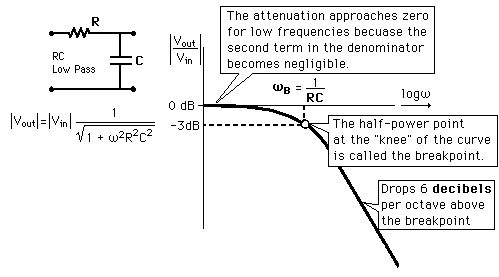 R
C
RC
Low Pass
|Vout|=|Vin| 1 / √1 + ω²R²C²
|Vout / Vin|
The attenuation approaches zero
for low frequencies becuase the
second term in the denominator
becomes negligible.
ωB = 1 / RC
logω
0 dB
-3dB
The half-power point
at the "knee" of the curve
is called the breakpoint.
Drops 6 decibels
per octave above
the breakpoint